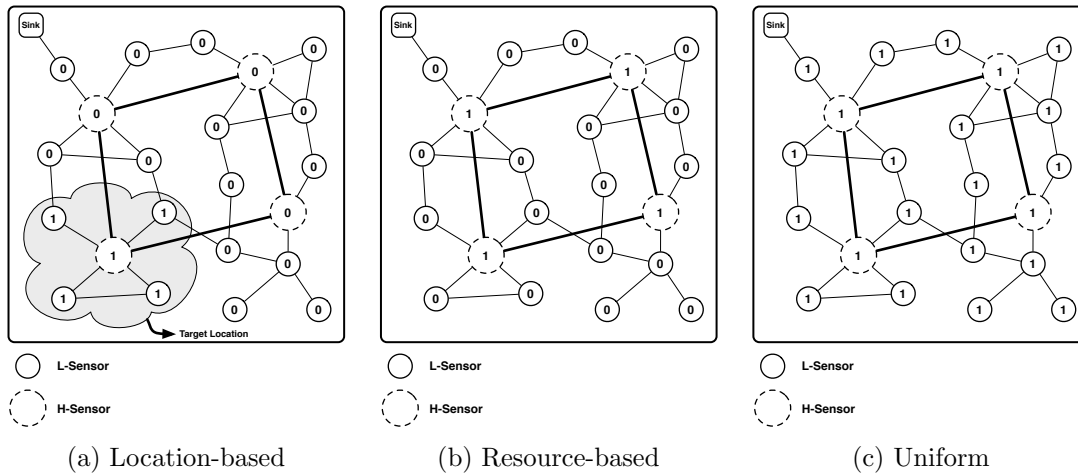 Sink
0 0 0
0 0
0 0 0
0 0 0
0
1 1 0
1 0 0
1 1 0 0
Target Location
L-Sensor
H-Sensor
(a) Location-based
Sink
0 0 0
0 1
1 0 0
0 0 0
0
0 0 1
1 0 0
0 0 0 0
L-Sensor
H-Sensor
(b) Resource-based
Sink
1 1 1
1 1
1 1 1
1 1 1
1
1 1 1
1 1 1
1 1 1 1
L-Sensor
H-Sensor
(c) Uniform